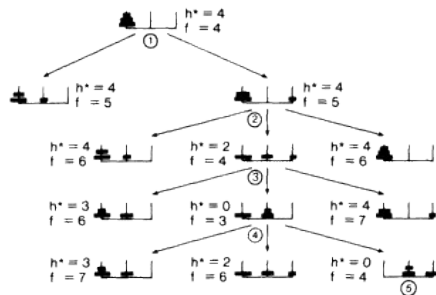 h* = 4
f = 4
①
h* = 4
f = 5
h* = 4
f = 5
②
h* = 4
f = 6
h* = 2
f = 4
h* = 4
f = 6
③
h* = 3
f = 6
h* = 0
f = 3
h* = 4
f = 7
④
h* = 3
f = 7
h* = 2
f = 6
h* = 0
f = 4
⑤